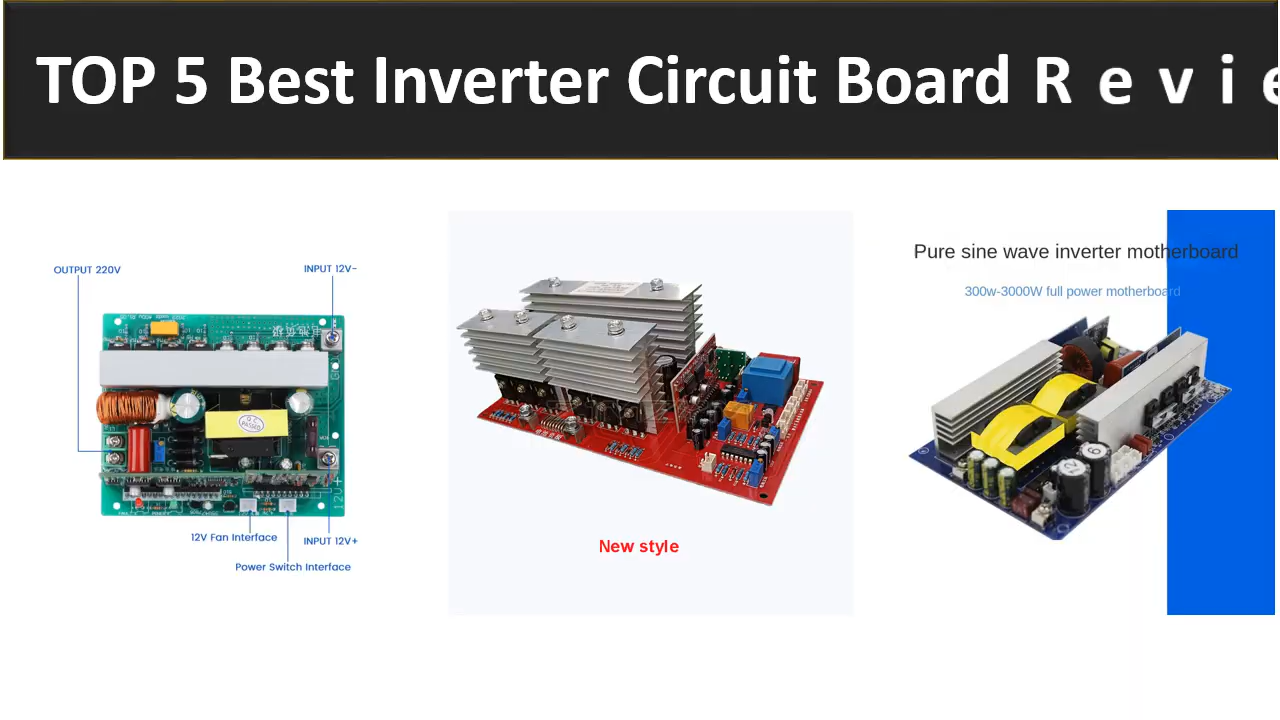 TOP 5 Best Inverter Circuit Board R e v i e
OUTPUT 220V
INPUT 12V-
12V Fan Interface
INPUT 12V+
Power Switch Interface
New style
Pure sine wave inverter motherboard
300w-3000W full power motherboard